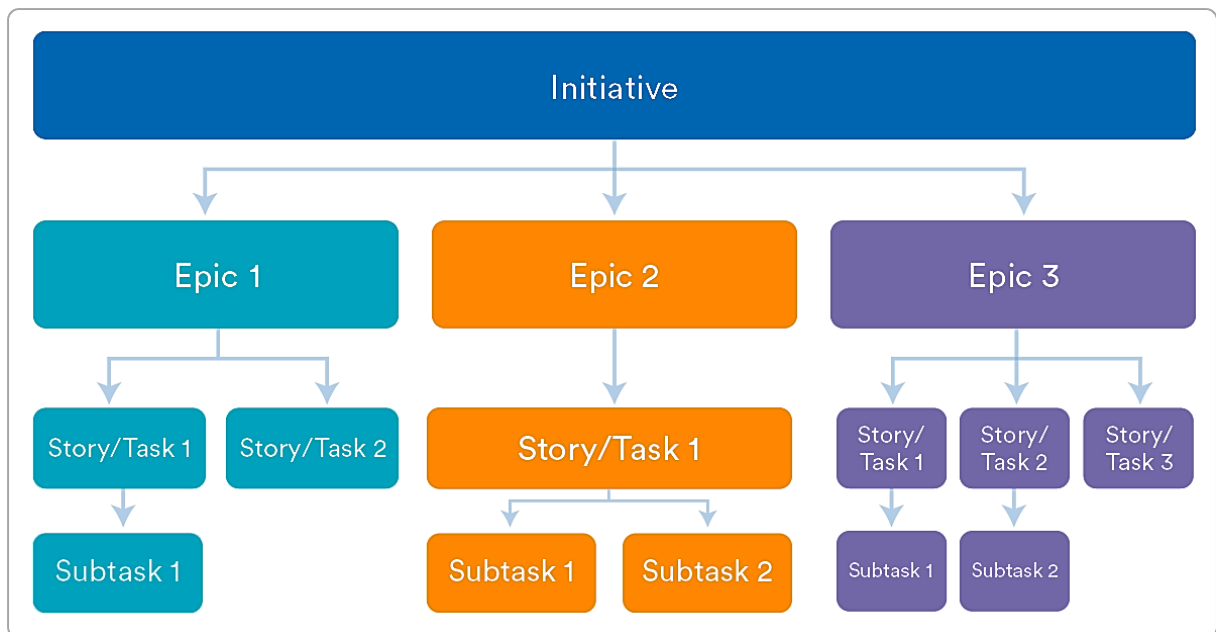 Initiative
Epic 1
Epic 2
Epic 3
Story/Task 1
Story/Task 2
Story/Task 1
Story/
Task 1
Story/
Task 2
Story/
Task 3
Subtask 1
Subtask 1
Subtask 2
Subtask 1
Subtask 2